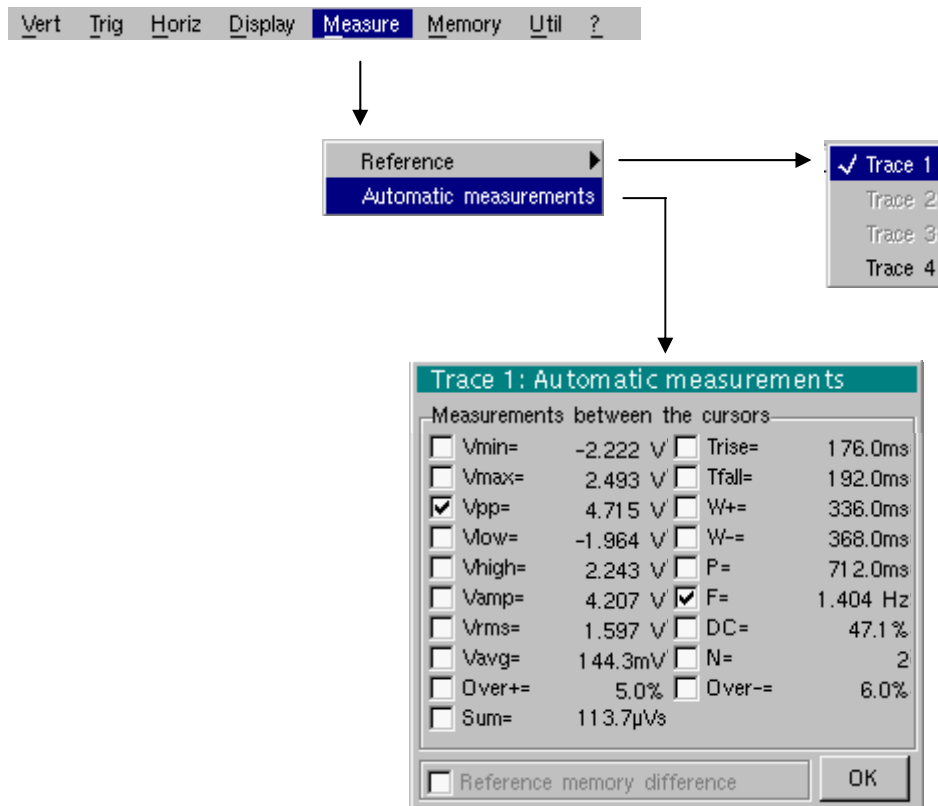 Vert Trig Horiz Display Measure Memory Util ?
Reference
Automatic measurements
Trace 1
Trace 2
Trace 3
Trace 4
Trace 1: Automatic measurements
Measurements between the cursors
Vmin= -2.222 V Trise= 176.0ms
Vmax= 2.493 V Tfall= 192.0ms
Vpp= 4.715 V W+= 336.0ms
Vlow= -1.964 V W-= 368.0ms
Vhigh= 2.243 V P= 712.0ms
Vamp= 4.207 V F= 1.404 Hz
Vrms= 1.597 V DC= 47.1%
Vavg= 144.3mV N= 2
Over+= 5.0% Over-= 6.0%
Sum= 113.7µVs
Reference memory difference
OK